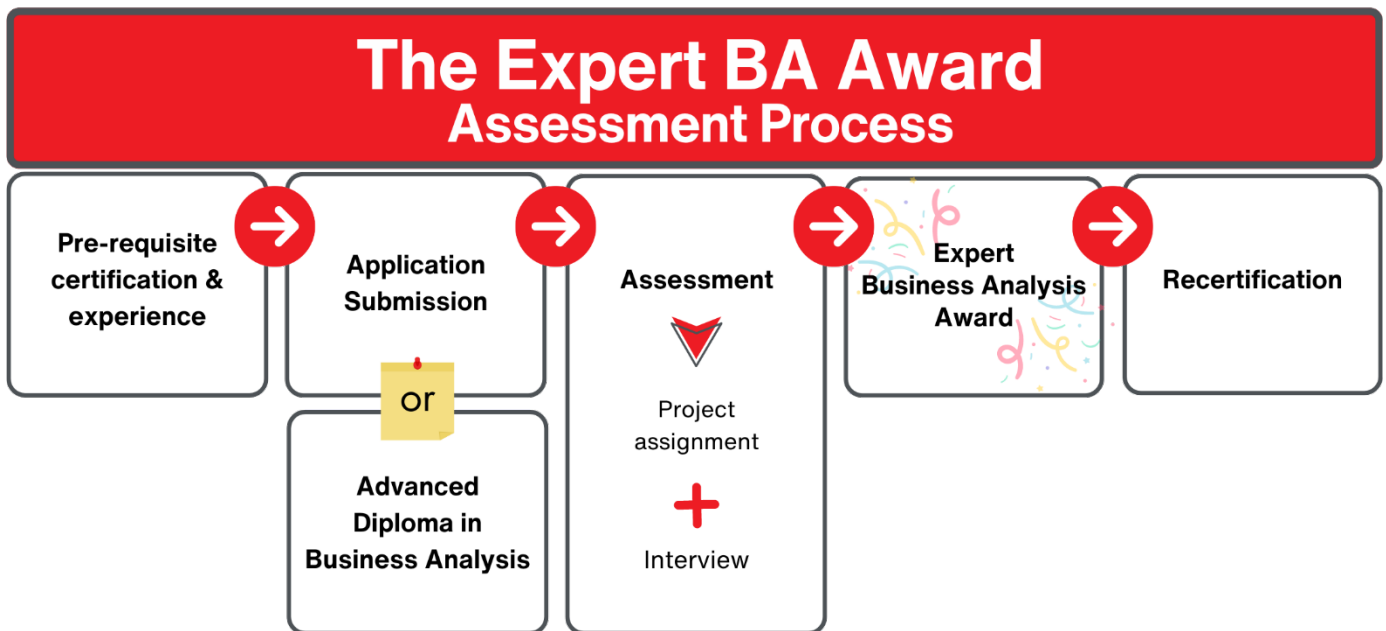 The Expert BA Award
Assessment Process
Pre-requisite
certification &
experience
Application
Submission
or
Advanced
Diploma in
Business Analysis
Assessment
Project
assignment
Interview
Expert
Business Analysis
Award
Recertification